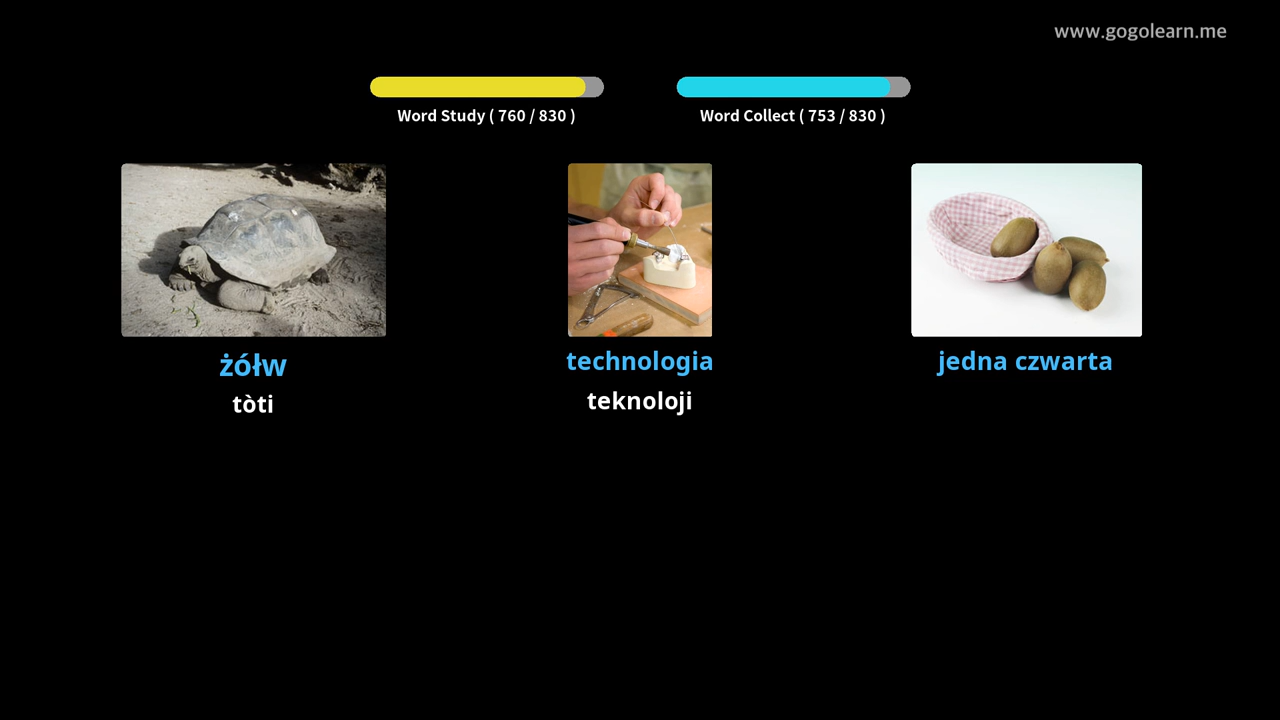 www.gogolearn.me
Word Study ( 760 / 830 )
Word Collect ( 753 / 830 )
żółw
tòti
technologia
teknoloji
jedna czwarta